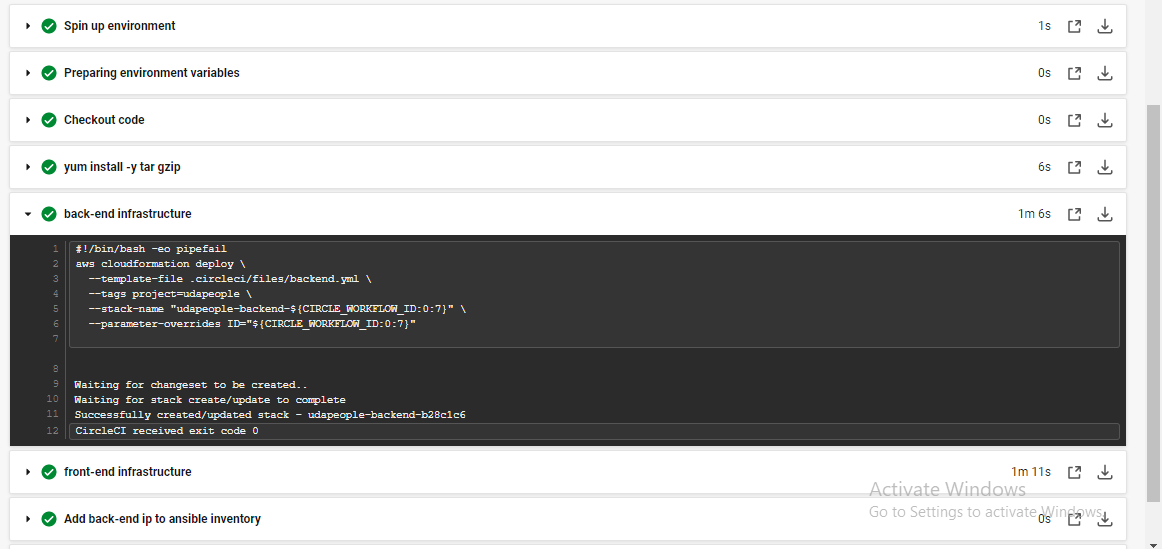 Spin up environment 1s
Preparing environment variables 0s
Checkout code 0s
yum install -y tar gzip 6s
back-end infrastructure 1m 6s
1 #!/bin/bash -eo pipefail
2 aws cloudformation deploy \
3 --template-file .circleci/files/backend.yml \
4 --tags project=udapeople \
5 --stack-name "udapeople-backend-${CIRCLE_WORKFLOW_ID:0:7}" \
6 --parameter-overrides ID="${CIRCLE_WORKFLOW_ID:0:7}"
7
8
9 Waiting for changeset to be created..
10 Waiting for stack create/update to complete
11 Successfully created/updated stack - udapeople-backend-b28c1c6
12 CircleCI received exit code 0
front-end infrastructure 1m 11s
Activate Windows
Go to Settings to activate Windows.
Add back-end ip to ansible inventory 0s